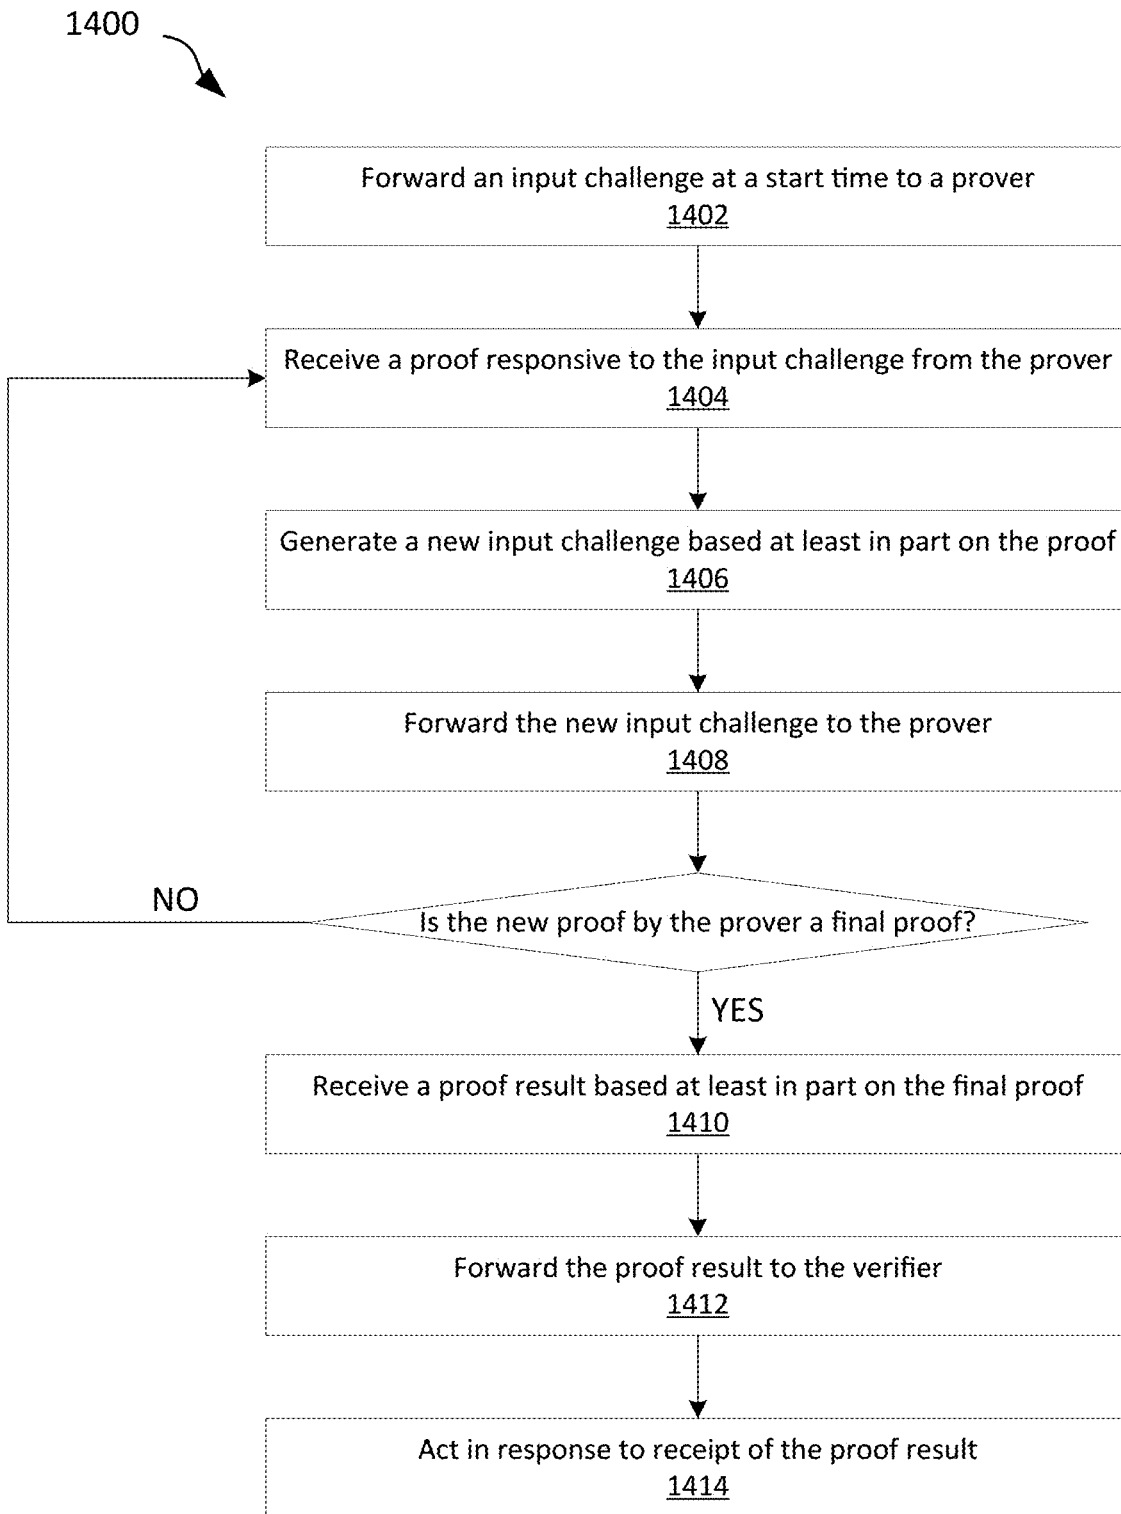 1400
Forward an input challenge at a start time to a prover
1402
Receive a proof responsive to the input challenge from the prover
1404
Generate a new input challenge based at least in part on the proof
1406
Forward the new input challenge to the prover
1408
NO
Is the new proof by the prover a final proof?
YES
Receive a proof result based at least in part on the final proof
1410
Forward the proof result to the verifier
1412
Act in response to receipt of the proof result
1414